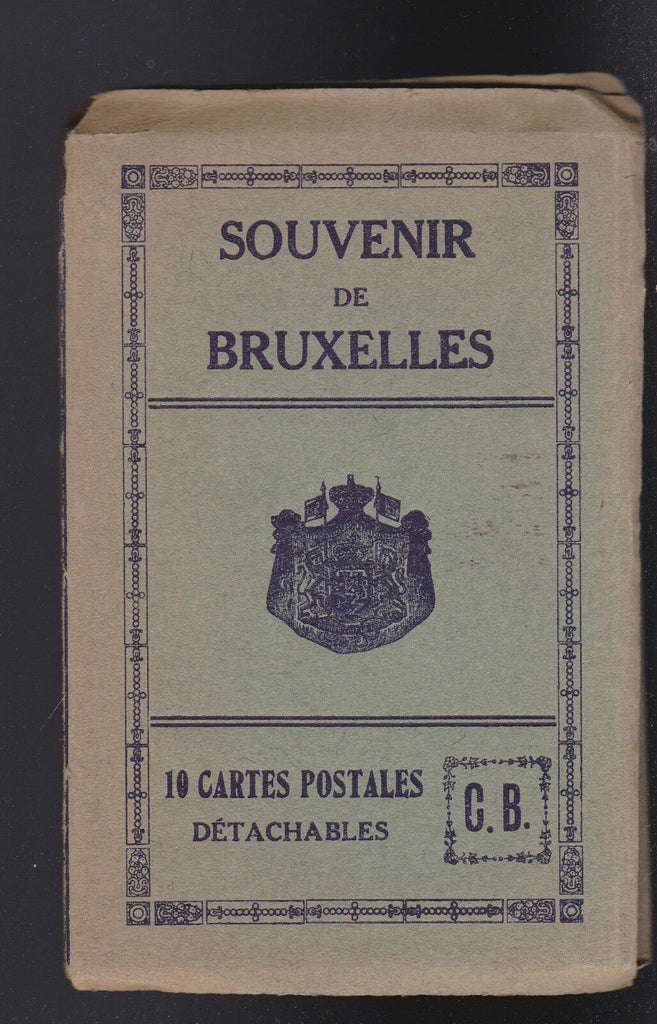 SOUVENIR
DE
BRUXELLES
10 CARTES POSTALES
DÉTACHABLES
C. B.